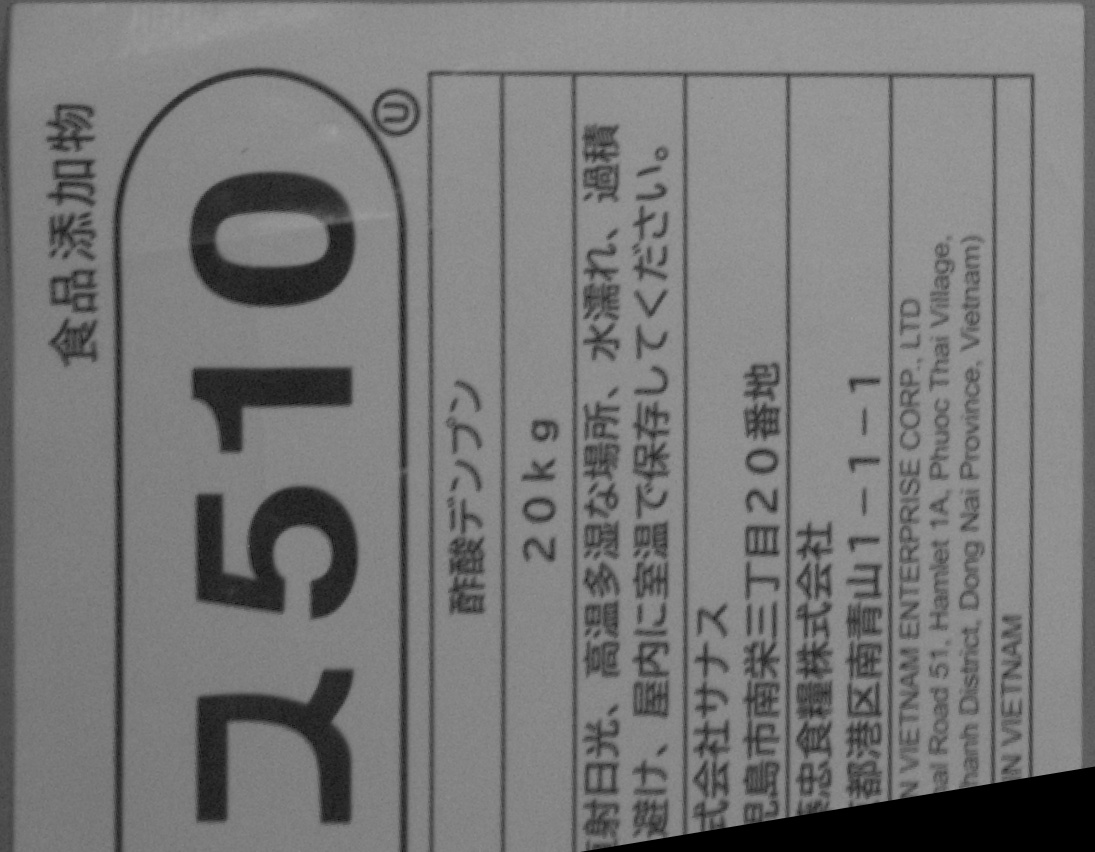 食品添加物
ス510
Ⓤ
酢酸デンプン
20kg
射日光、高温多湿な場所、水濡れ、過積
避け、屋内に室温で保存してください。
式会社サナス
島市南栄三丁目20番地
忠食糧株式会社
都港区南青山1-1-1
N VIETNAM ENTERPRISE CORP., LTD
al Road 51, Hamlet 1A, Phuoc Thai Village,
hanh District, Dong Nai Province, Vietnam)
IN VIETNAM